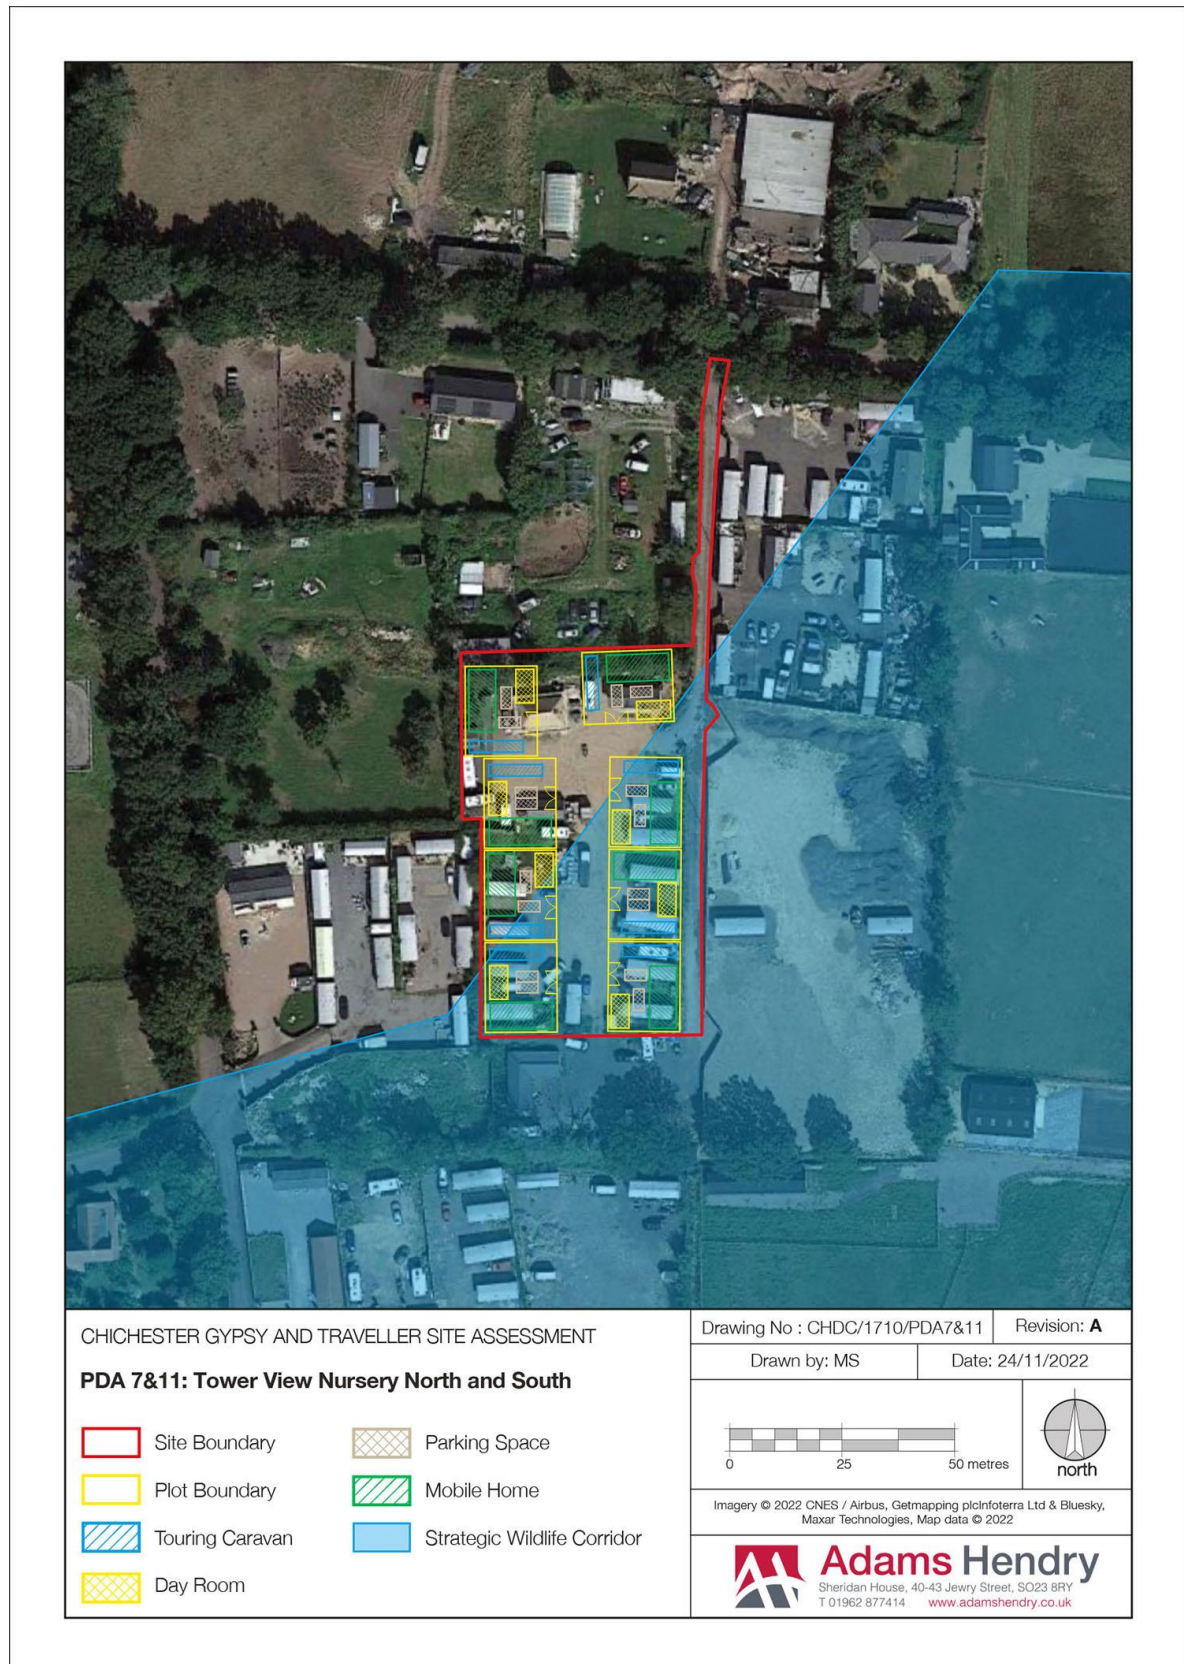 CHICHESTER GYPSY AND TRAVELLER SITE ASSESSMENT
PDA 7&11: Tower View Nursery North and South
Site Boundary
Plot Boundary
Touring Caravan
Day Room
Parking Space
Mobile Home
Strategic Wildlife Corridor
Drawing No : CHDC/1710/PDA7&11
Revision: A
Drawn by: MS
Date: 24/11/2022
0 25 50 metres
north
Imagery © 2022 CNES / Airbus, Getmapping plcInfoterra Ltd & Bluesky,
Maxar Technologies, Map data © 2022
Adams Hendry
Sheridan House, 40-43 Jewry Street, SO23 8RY
T 01962 877414 www.adamshendry.co.uk